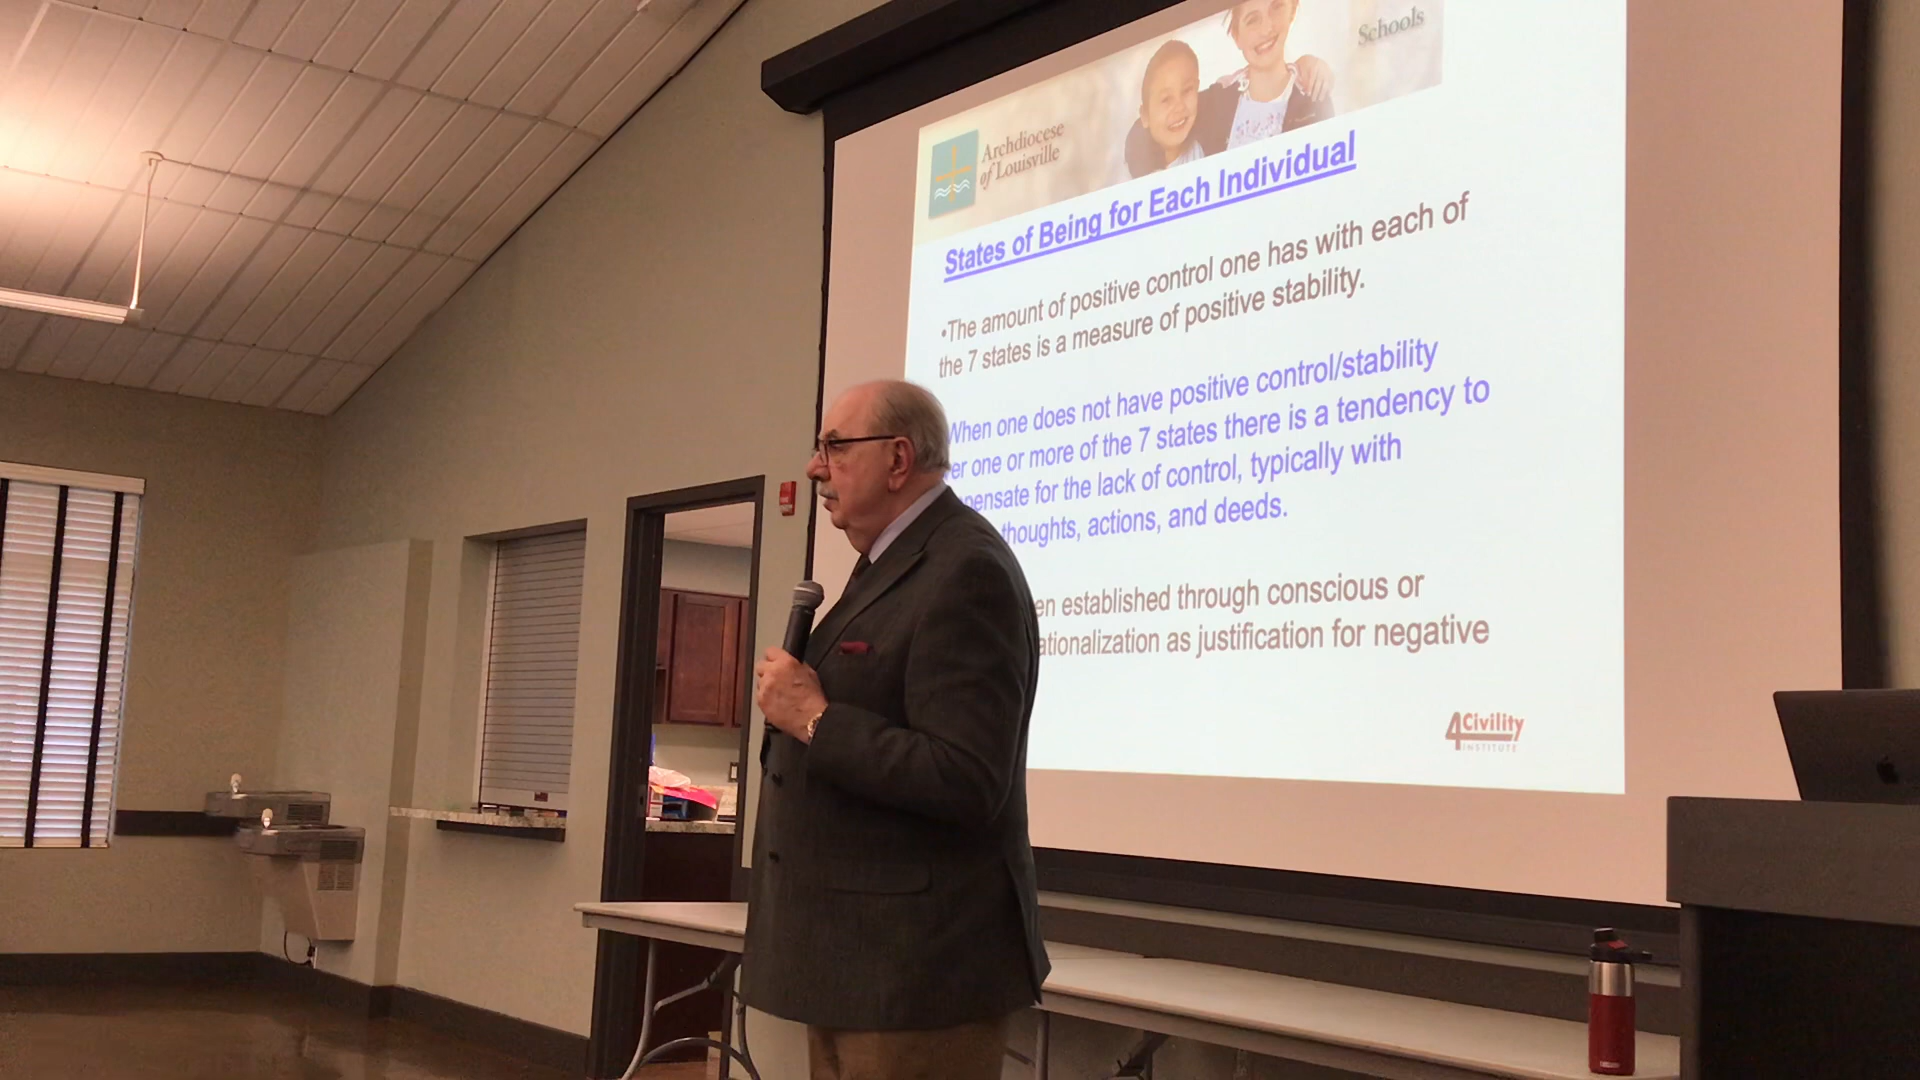 Schools
Archdiocese
of Louisville
States of Being for Each Individual
•The amount of positive control one has with each of
the 7 states is a measure of positive stability.
When one does not have positive control/stability
er one or more of the 7 states there is a tendency to
pensate for the lack of control, typically with
thoughts, actions, and deeds.
en established through conscious or
ationalization as justification for negative
4Civility
INSTITUTE